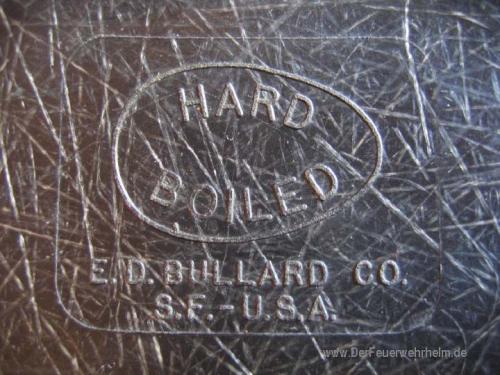 HARD
BOILED
E.D. BULLARD CO.
S.F.-U.S.A.
www.DerFeuerwehrhelm.de